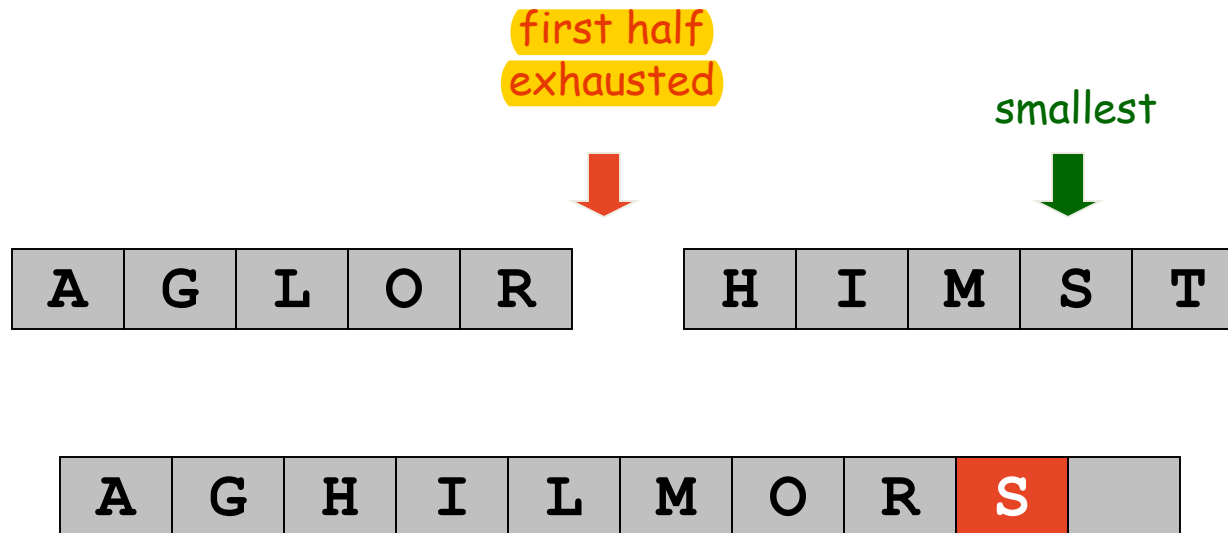 first half
exhausted
smallest
A G L O R H I M S T
A G H I L M O R S